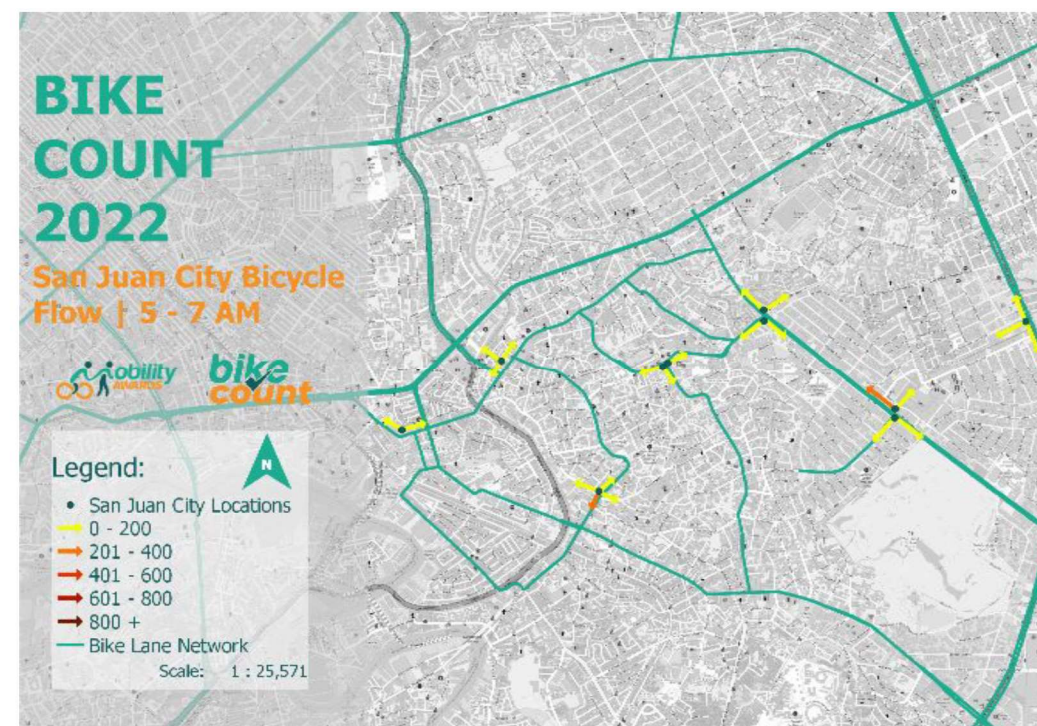 BIKE
COUNT
2022
San Juan City Bicycle
Flow | 5 - 7 AM
mobility
AWARDS
bike
count
N
Legend:
San Juan City Locations
0 - 200
201 - 400
401 - 600
601 - 800
800 +
Bike Lane Network
Scale: 1 : 25,571